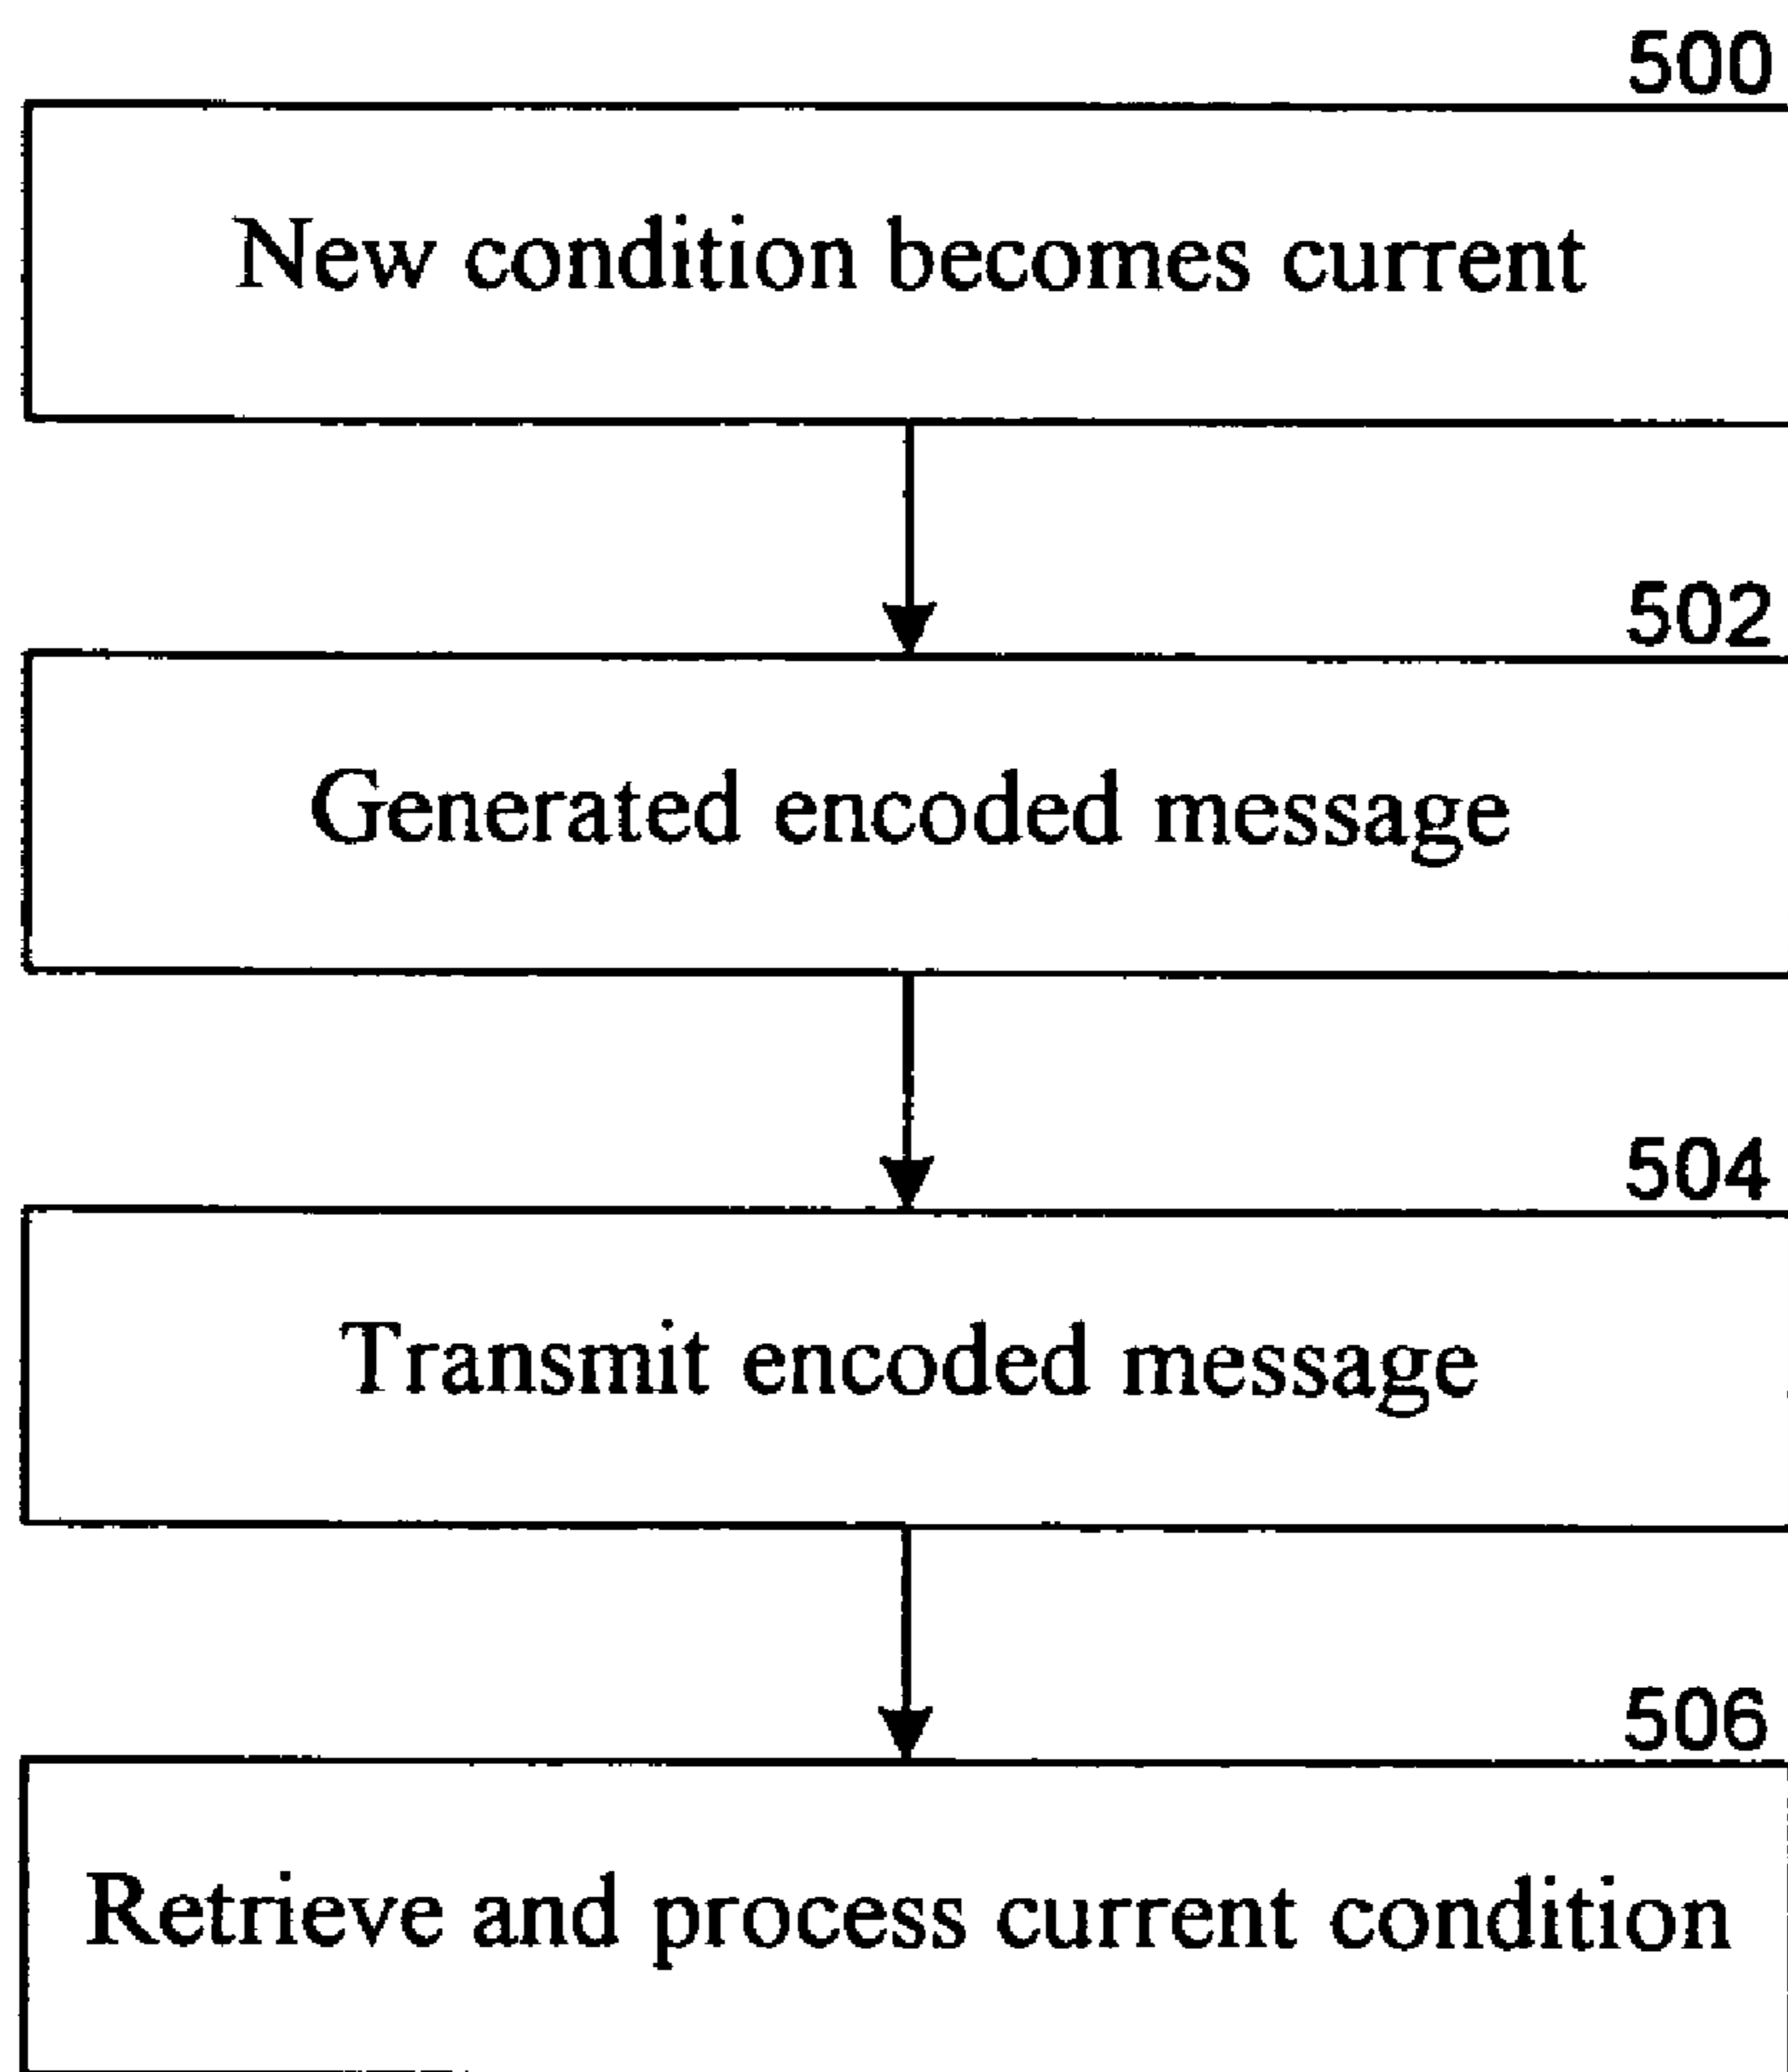 500
New condition becomes current
502
Generated encoded message
504
Transmit encoded message
506
Retrieve and process current condition